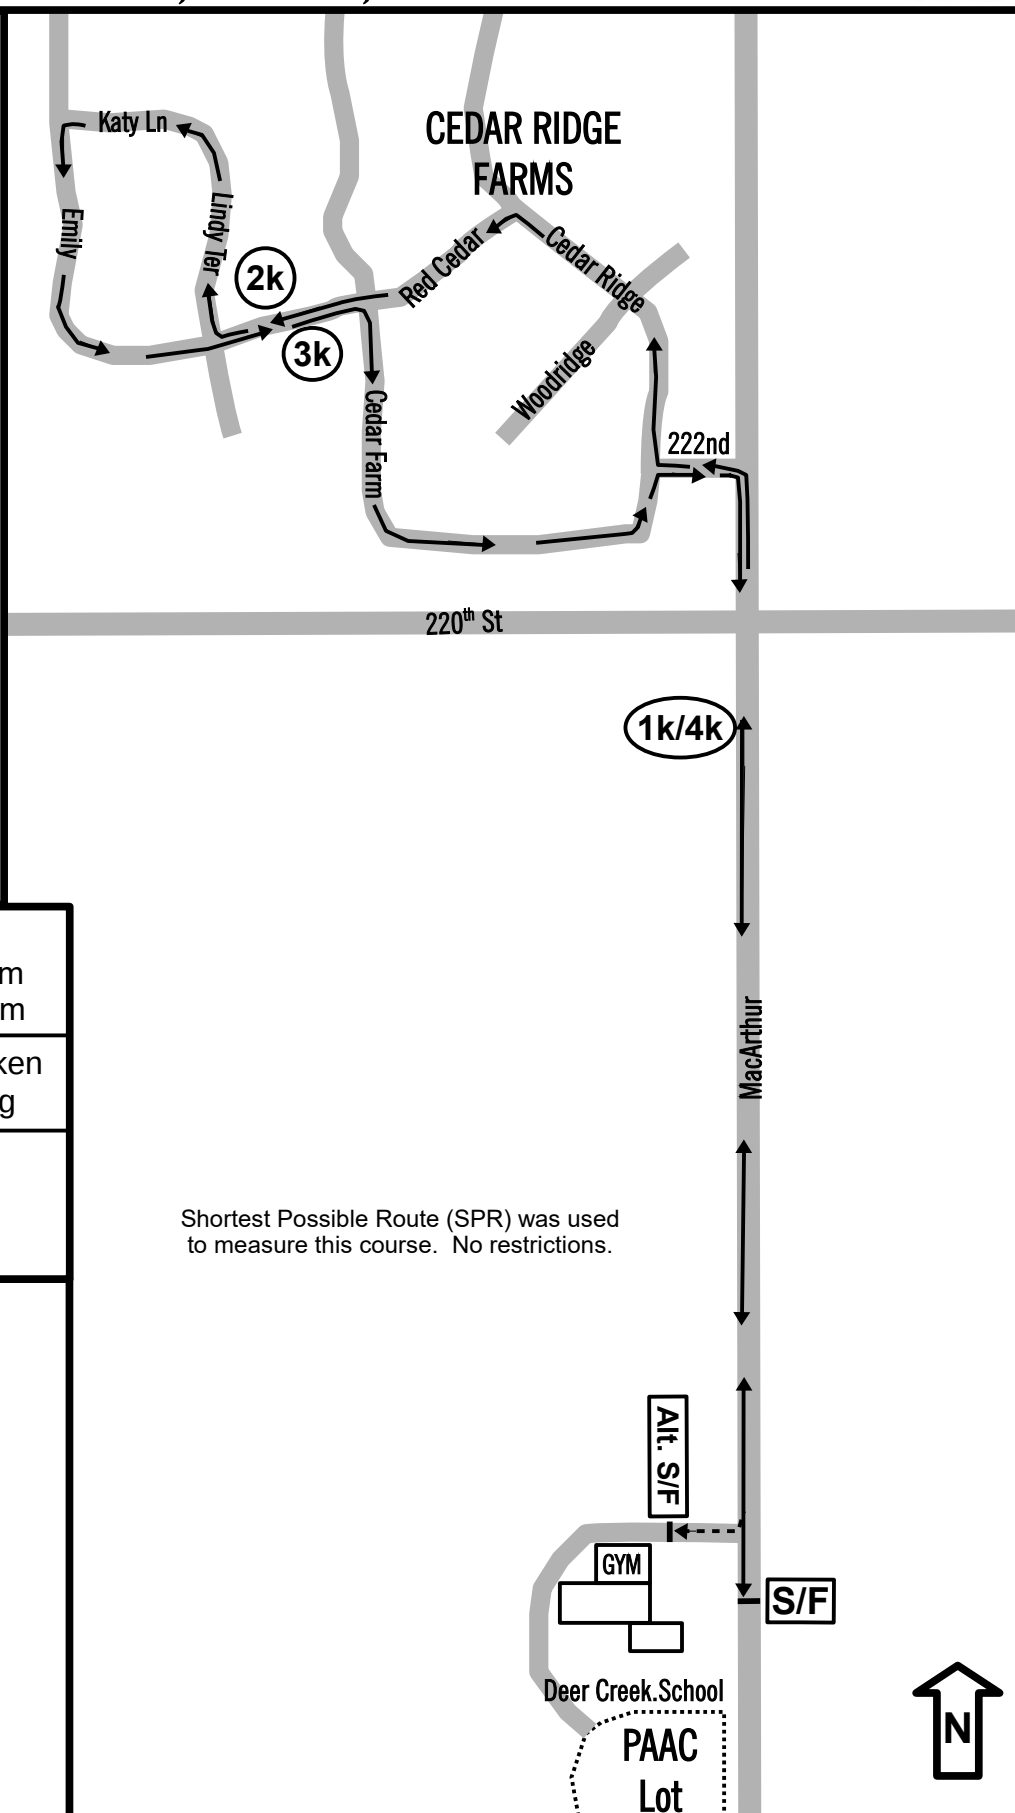 CEDAR RIDGE
FARMS
Katy Ln
Emily
Lindy Ter
2k
3k
Red Cedar
Cedar Ridge
Woodridge
Cedar Farm
222nd
220th St
1k/4k
MacArthur
m
m
ken
g
Shortest Possible Route (SPR) was used
to measure this course. No restrictions.
Alt. S/F
GYM
S/F
Deer Creek.School
PAAC
Lot
N